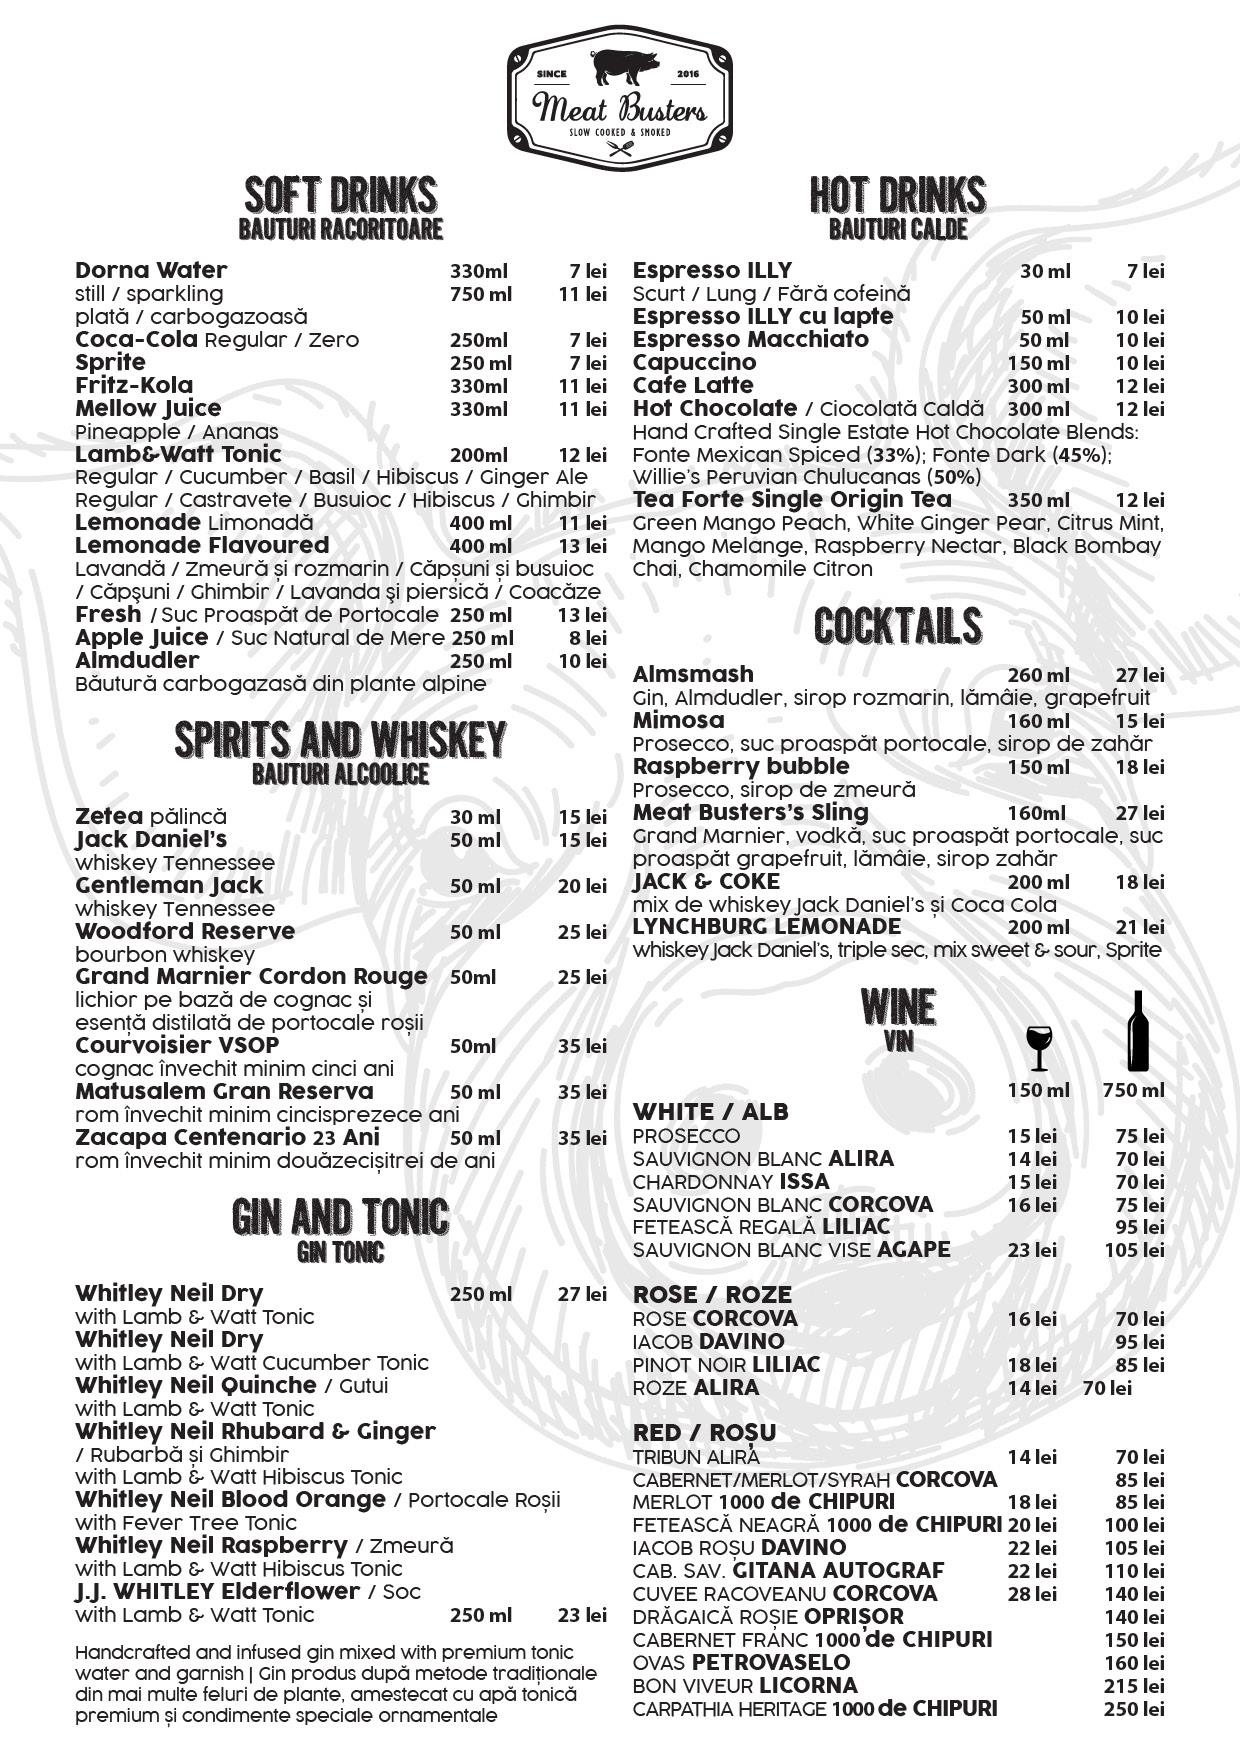 SINCE 2016
Meat Busters
SLOW COOKED & SMOKED
SOFT DRINKS
BAUTURI RACORITOARE
Dorna Water 330ml 7 lei
still / sparkling 750 ml 11 lei
plată / carbogazoasă
Coca-Cola Regular / Zero 250ml 7 lei
Sprite 250 ml 7 lei
Fritz-Kola 330ml 11 lei
Mellow Juice 330ml 11 lei
Pineapple / Ananas
Lamb&Watt Tonic 200ml 12 lei
Regular / Cucumber / Basil / Hibiscus / Ginger Ale
Regular / Castravete / Busuioc / Hibiscus / Ghimbir
Lemonade Limonadă 400 ml 11 lei
Lemonade Flavoured 400 ml 13 lei
Lavandă / Zmeură și rozmarin / Căpșuni și busuioc
/ Căpşuni / Ghimbir / Lavanda şi piersică / Coacăze
Fresh / Suc Proaspăt de Portocale 250 ml 13 lei
Apple Juice / Suc Natural de Mere 250 ml 8 lei
Almdudler 250 ml 10 lei
Băutură carbogazasă din plante alpine
SPIRITS AND WHISKEY
BAUTURI ALCOOLICE
Zetea pălincă 30 ml 15 lei
Jack Daniel's 50 ml 15 lei
whiskey Tennessee
Gentleman Jack 50 ml 20 lei
whiskey Tennessee
Woodford Reserve 50 ml 25 lei
bourbon whiskey
Grand Marnier Cordon Rouge 50ml 25 lei
lichior pe bază de cognac și
esență distilată de portocale roșii
Courvoisier VSOP 50ml 35 lei
cognac învechit minim cinci ani
Matusalem Gran Reserva 50 ml 35 lei
rom învechit minim cincisprezece ani
Zacapa Centenario 23 Ani 50 ml 35 lei
rom învechit minim douăzecișitrei de ani
GIN AND TONIC
GIN TONIC
Whitley Neil Dry 250 ml 27 lei
with Lamb & Watt Tonic
Whitley Neil Dry
with Lamb & Watt Cucumber Tonic
Whitley Neil Quinche / Gutui
with Lamb & Watt Tonic
Whitley Neil Rhubard & Ginger
/ Rubarbă și Ghimbir
with Lamb & Watt Hibiscus Tonic
Whitley Neil Blood Orange / Portocale Roșii
with Fever Tree Tonic
Whitley Neil Raspberry / Zmeură
with Lamb & Watt Hibiscus Tonic
J.J. WHITLEY Elderflower / Soc
with Lamb & Watt Tonic 250 ml 23 lei
Handcrafted and infused gin mixed with premium tonic
water and garnish | Gin produs după metode tradiționale
din mai multe feluri de plante, amestecat cu apă tonică
premium și condimente speciale ornamentale
HOT DRINKS
BAUTURI CALDE
Espresso ILLY 30 ml 7 lei
Scurt / Lung / Fără cofeină
Espresso ILLY cu lapte 50 ml 10 lei
Espresso Macchiato 50 ml 10 lei
Capuccino 150 ml 10 lei
Cafe Latte 300 ml 12 lei
Hot Chocolate / Ciocolată Caldă 300 ml 12 lei
Hand Crafted Single Estate Hot Chocolate Blends:
Fonte Mexican Spiced (33%); Fonte Dark (45%);
Willie's Peruvian Chulucanas (50%)
Tea Forte Single Origin Tea 350 ml 12 lei
Green Mango Peach, White Ginger Pear, Citrus Mint,
Mango Melange, Raspberry Nectar, Black Bombay
Chai, Chamomile Citron
COCKTAILS
Almsmash 260 ml 27 lei
Gin, Almdudler, sirop rozmarin, lămâie, grapefruit
Mimosa 160 ml 15 lei
Prosecco, suc proaspăt portocale, sirop de zahăr
Raspberry bubble 150 ml 18 lei
Prosecco, sirop de zmeură
Meat Busters's Sling 160ml 27 lei
Grand Marnier, vodkă, suc proaspăt portocale, suc
proaspăt grapefruit, lămâie, sirop zahăr
JACK & COKE 200 ml 18 lei
mix de whiskey Jack Daniel's și Coca Cola
LYNCHBURG LEMONADE 200 ml 21 lei
whiskey Jack Daniel's, triple sec, mix sweet & sour, Sprite
WINE
VIN
150 ml 750 ml
WHITE / ALB
PROSECCO 15 lei 75 lei
SAUVIGNON BLANC ALIRA 14 lei 70 lei
CHARDONNAY ISSA 15 lei 70 lei
SAUVIGNON BLANC CORCOVA 16 lei 75 lei
FETEASCĂ REGALĂ LILIAC 95 lei
SAUVIGNON BLANC VISE AGAPE 23 lei 105 lei
ROSE / ROZE
ROSE CORCOVA 16 lei 70 lei
IACOB DAVINO 95 lei
PINOT NOIR LILIAC 18 lei 85 lei
ROZE ALIRA 14 lei 70 lei
RED / ROȘU
TRIBUN ALIRA 14 lei 70 lei
CABERNET/MERLOT/SYRAH CORCOVA 85 lei
MERLOT 1000 de CHIPURI 18 lei 85 lei
FETEASCĂ NEAGRĂ 1000 de CHIPURI 20 lei 100 lei
IACOB ROȘU DAVINO 22 lei 105 lei
CAB. SAV. GITANA AUTOGRAF 22 lei 110 lei
CUVEE RACOVEANU CORCOVA 28 lei 140 lei
DRĂGAICĂ ROȘIE OPRIȘOR 140 lei
CABERNET FRANC 1000 de CHIPURI 150 lei
OVAS PETROVASELO 160 lei
BON VIVEUR LICORNA 215 lei
CARPATHIA HERITAGE 1000 de CHIPURI 250 lei